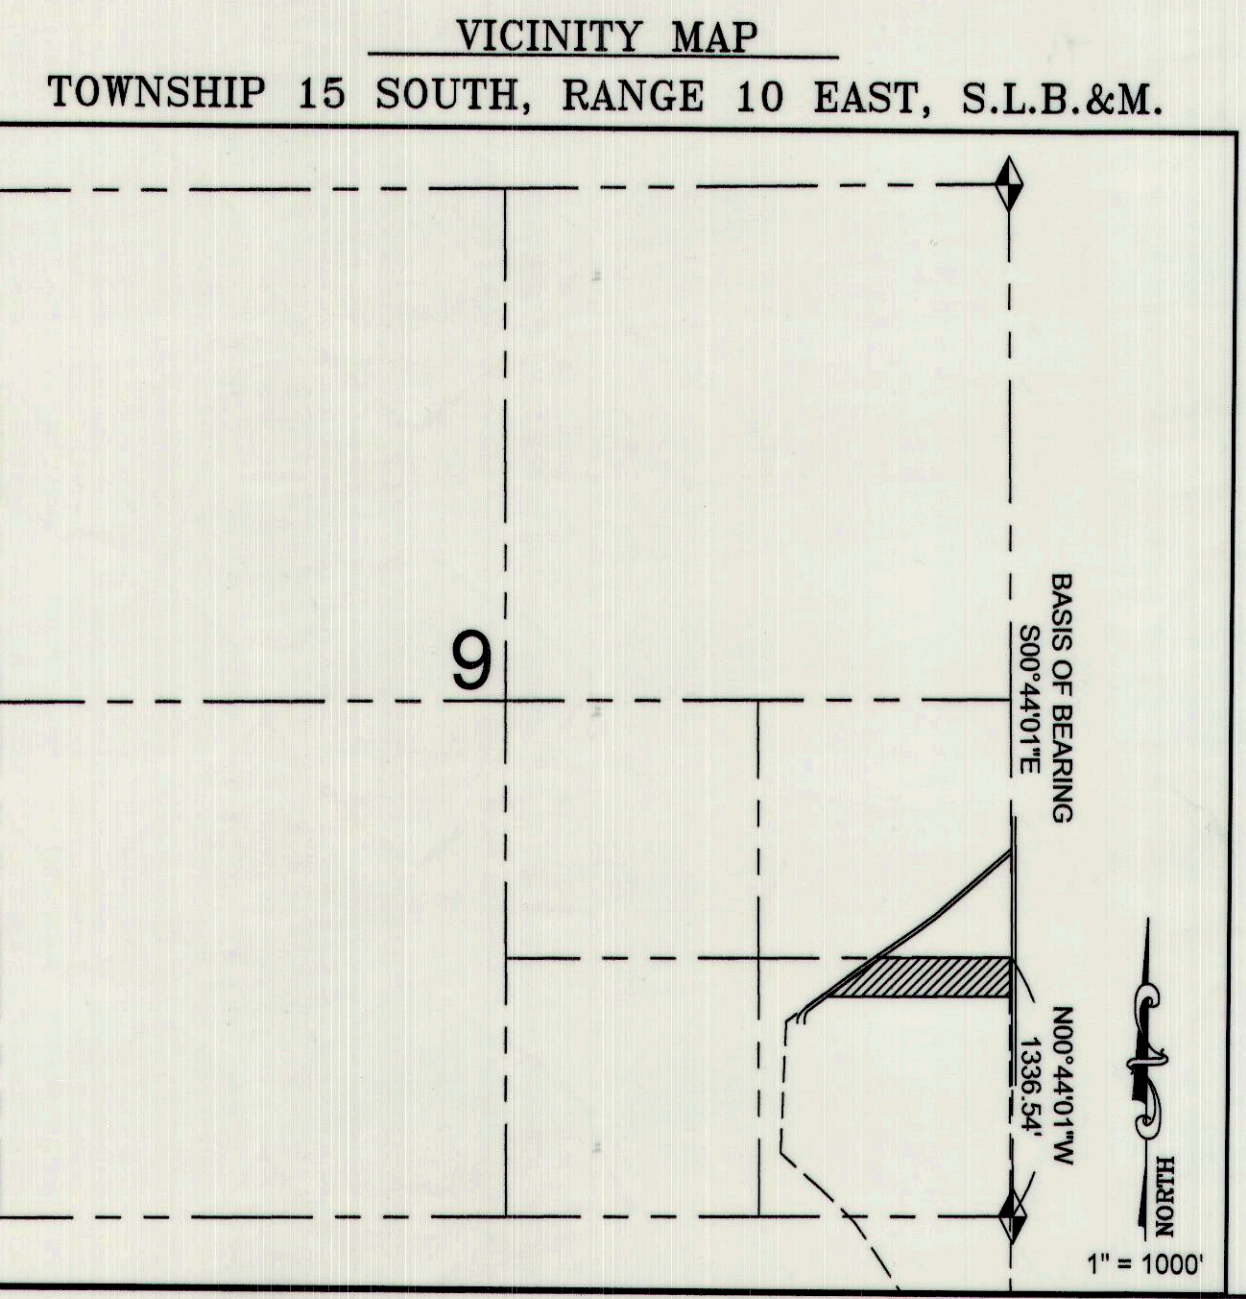 VICINITY MAP
TOWNSHIP 15 SOUTH, RANGE 10 EAST, S.L.B.&M.
9
BASIS OF BEARING
S00°44'01"E
N00°44'01"W
1336.54'
NORTH
1" = 1000'